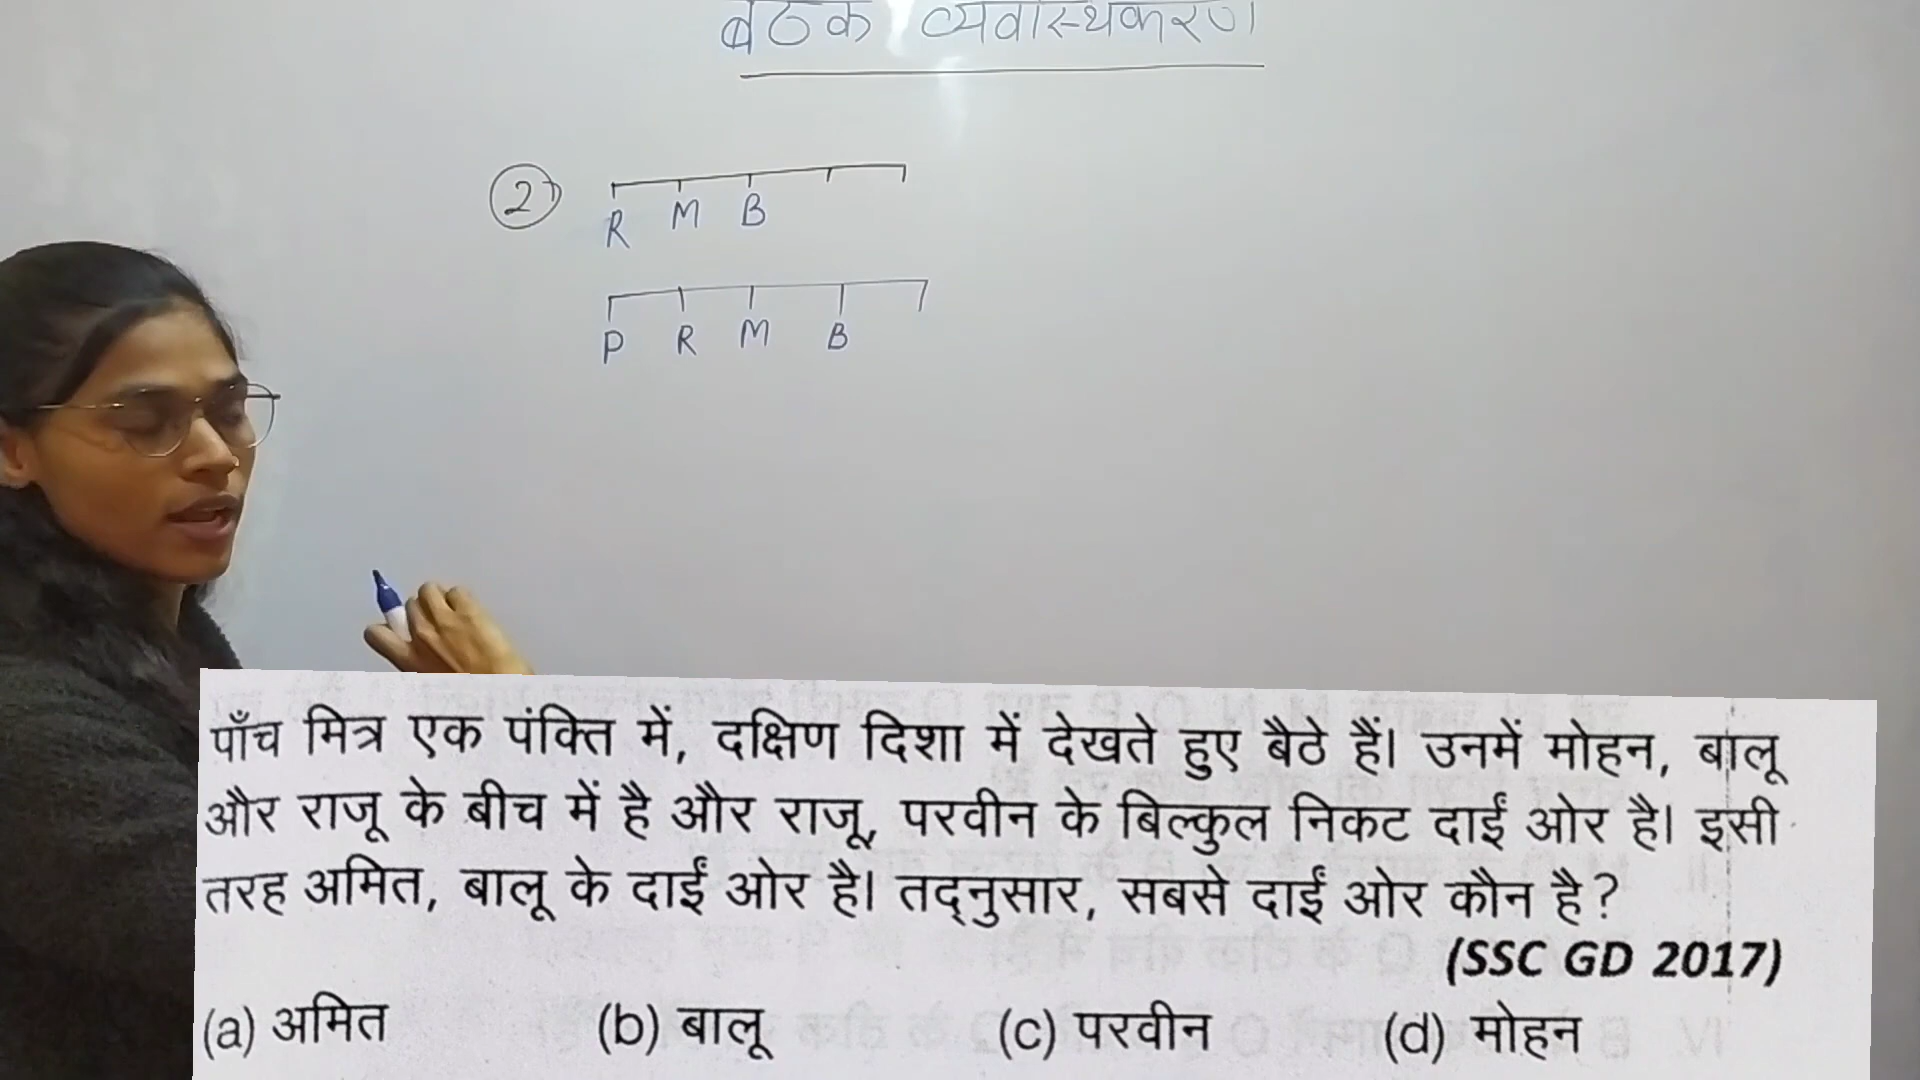 बैठक व्यवास्थकरण
2)
R M B
P R M B
पाँच मित्र एक पंक्ति में, दक्षिण दिशा में देखते हुए बैठे हैं। उनमें मोहन, बालू
और राजू के बीच में है और राजू, परवीन के बिल्कुल निकट दाईं ओर है। इसी
तरह अमित, बालू के दाईं ओर है। तद्नुसार, सबसे दाईं ओर कौन है?
(SSC GD 2017)
(a) अमित (b) बालू (c) परवीन (d) मोहन